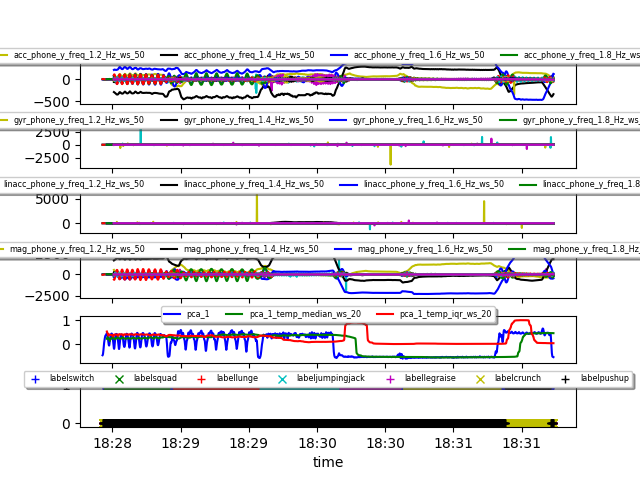 acc_phone_y_freq_1.2_Hz_ws_50 acc_phone_y_freq_1.4_Hz_ws_50 acc_phone_y_freq_1.6_Hz_ws_50 acc_phone_y_freq_1.8_Hz_ws_50
0
−500
gyr_phone_y_freq_1.2_Hz_ws_50 gyr_phone_y_freq_1.4_Hz_ws_50 gyr_phone_y_freq_1.6_Hz_ws_50 gyr_phone_y_freq_1.8_Hz_ws
2500
0
−2500
linacc_phone_y_freq_1.2_Hz_ws_50 linacc_phone_y_freq_1.4_Hz_ws_50 linacc_phone_y_freq_1.6_Hz_ws_50 linacc_phone_y_freq_1.8
5000
0
mag_phone_y_freq_1.2_Hz_ws_50 mag_phone_y_freq_1.4_Hz_ws_50 mag_phone_y_freq_1.6_Hz_ws_50 mag_phone_y_freq_1.8_Hz
0
−2500
pca_1 pca_1_temp_median_ws_20 pca_1_temp_iqr_ws_20
1
0
labelswitch labelsquad labellunge labeljumpingjack labellegraise labelcrunch labelpushup
0
18:28 18:29 18:29 18:30 18:30 18:31 18:31
time